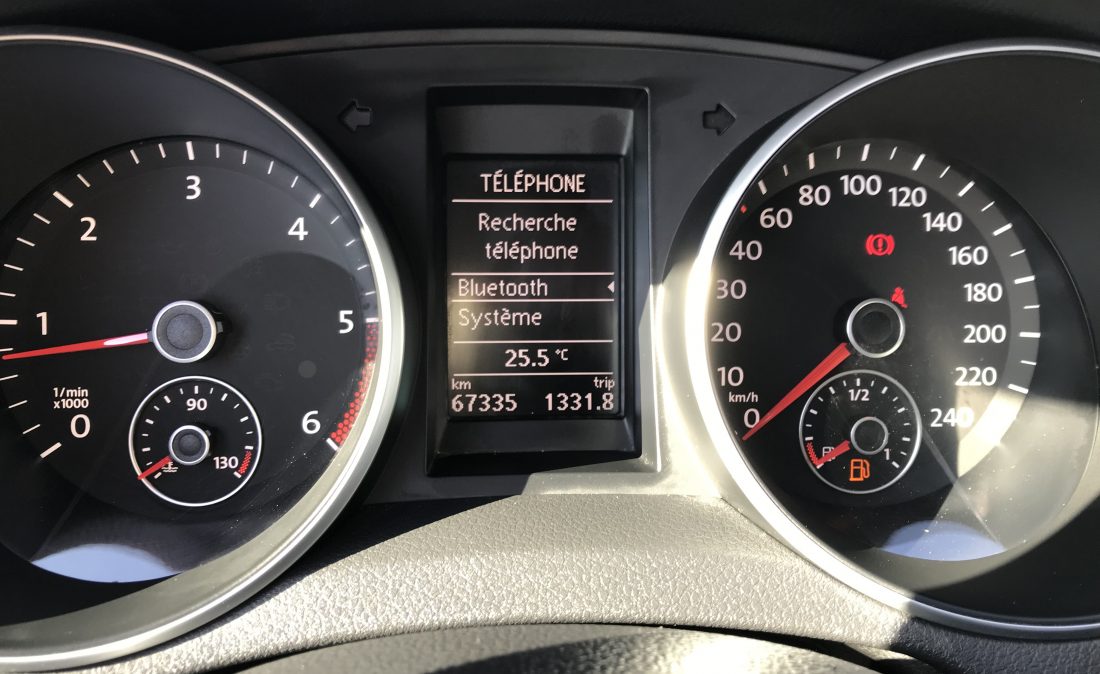 1
2
3
4
5
6
0
1/min
x1000
90
130
TÉLÉPHONE
Recherche
téléphone
Bluetooth
Système
25.5 °C
km trip
67335 1331.8
0
10
20
30
40
60
80
100
120
140
160
180
200
220
240
km/h
1/2
1